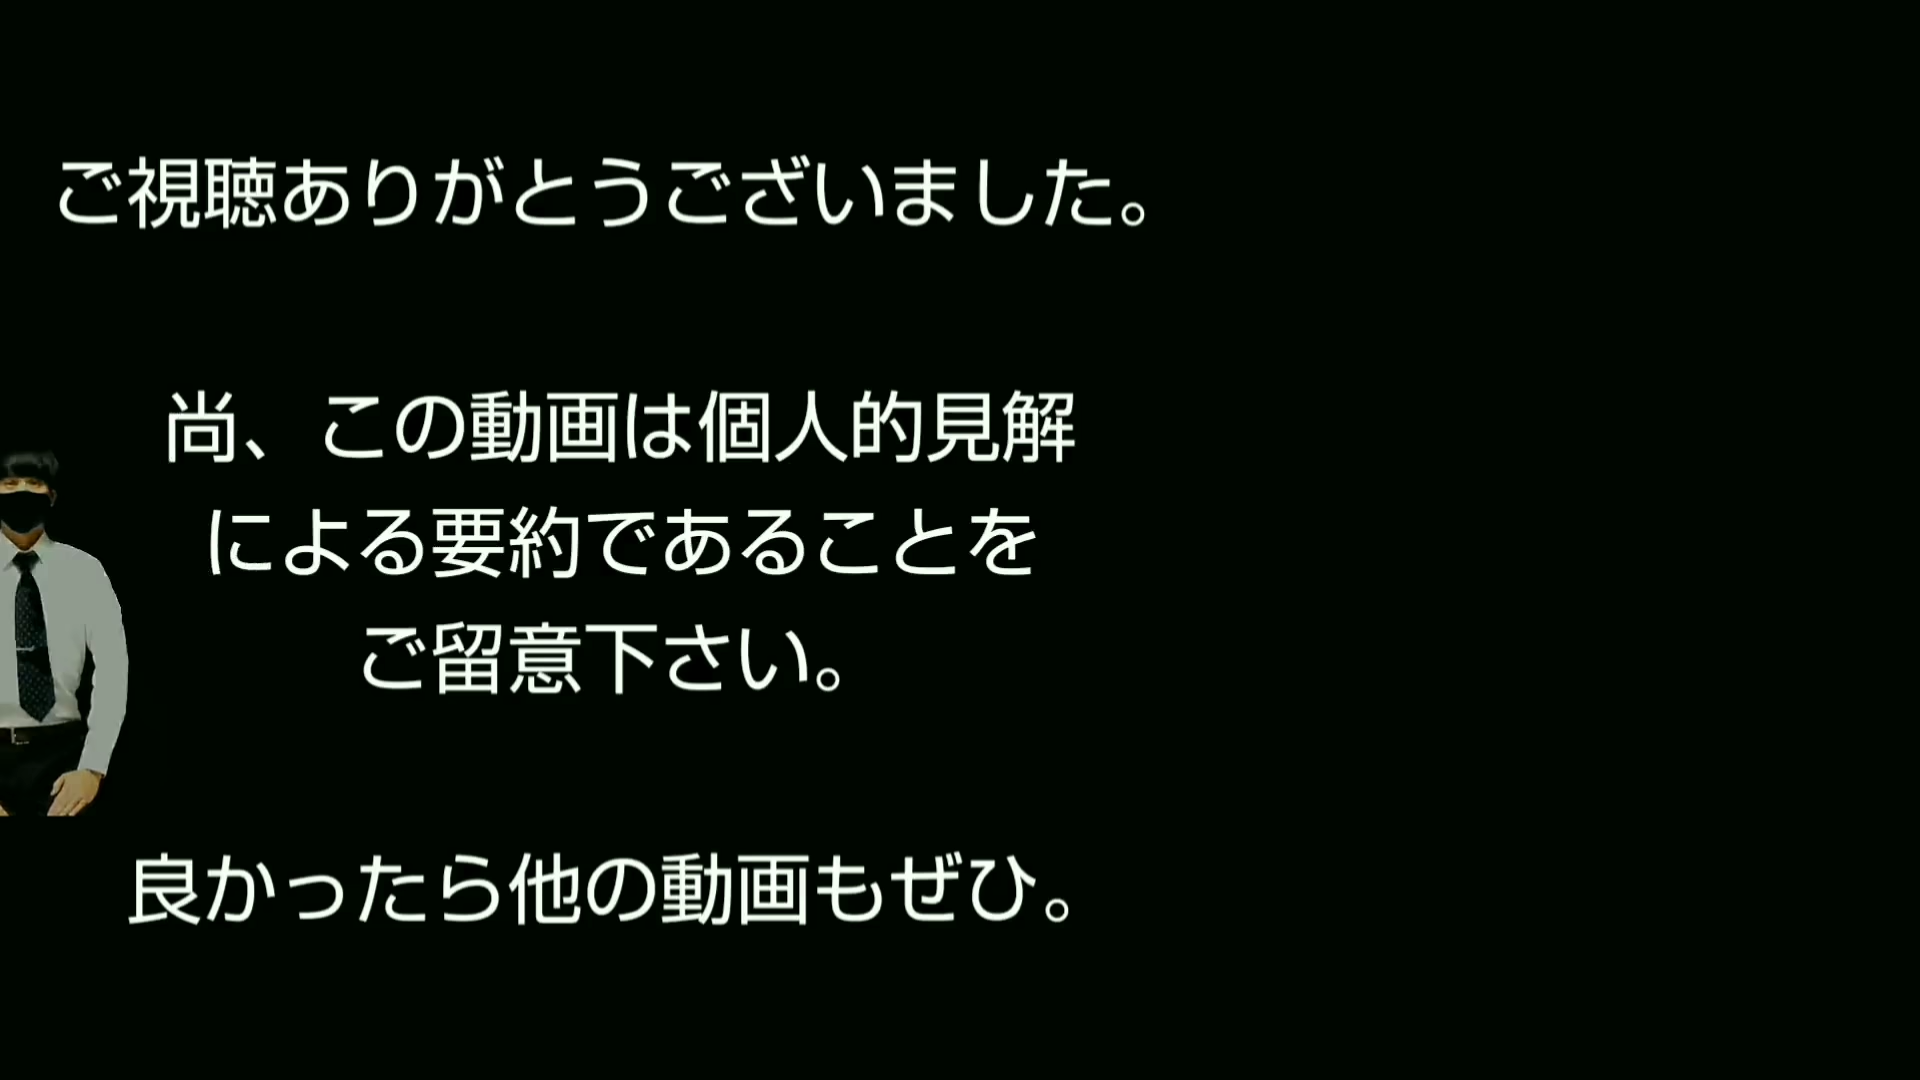 ご視聴ありがとうございました。
尚、この動画は個人的見解
による要約であることを
ご留意下さい。
良かったら他の動画もぜひ。